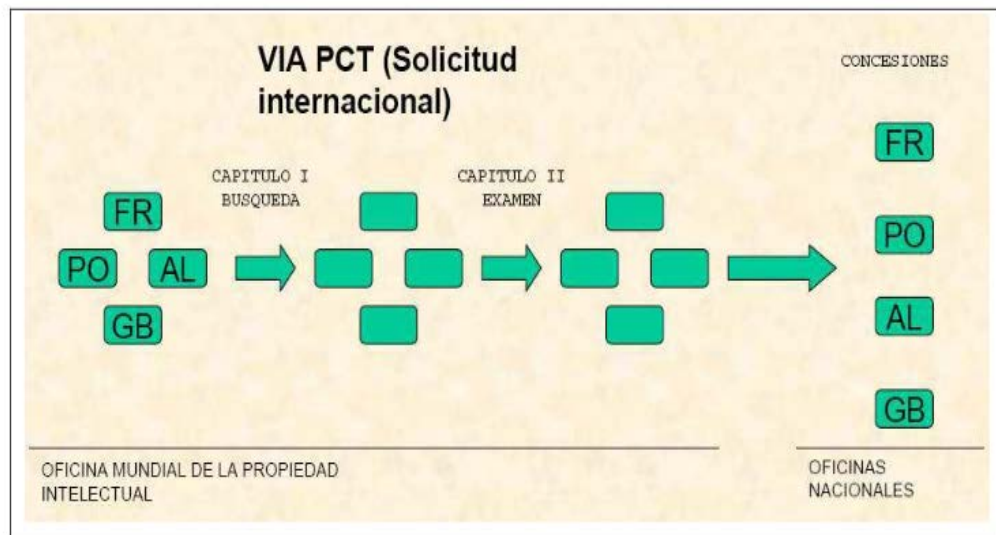 VIA PCT (Solicitud
internacional)
CONCESIONES
CAPITULO I
BUSQUEDA
CAPITULO II
EXAMEN
FR
PO
AL
GB
FR
PO
AL
GB
OFICINA MUNDIAL DE LA PROPIEDAD
INTELECTUAL
OFICINAS
NACIONALES